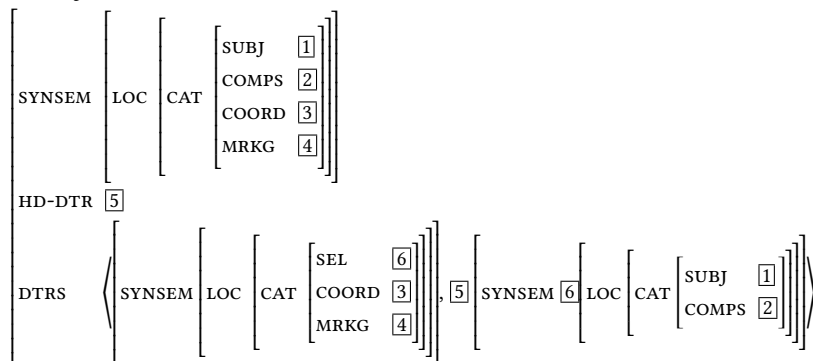 SUBJ 1
COMPS 2
SYNSEM LOC CAT COORD 3
MRKG 4
HD-DTR 5
SEL 6
DTRS ⟨ [ SYNSEM [ LOC [ CAT [ COORD 3 ] ] ] ], 5 [ SYNSEM 6 [ LOC [ CAT [ SUBJ 1
MRKG 4 COMPS 2 ] ] ] ] ⟩